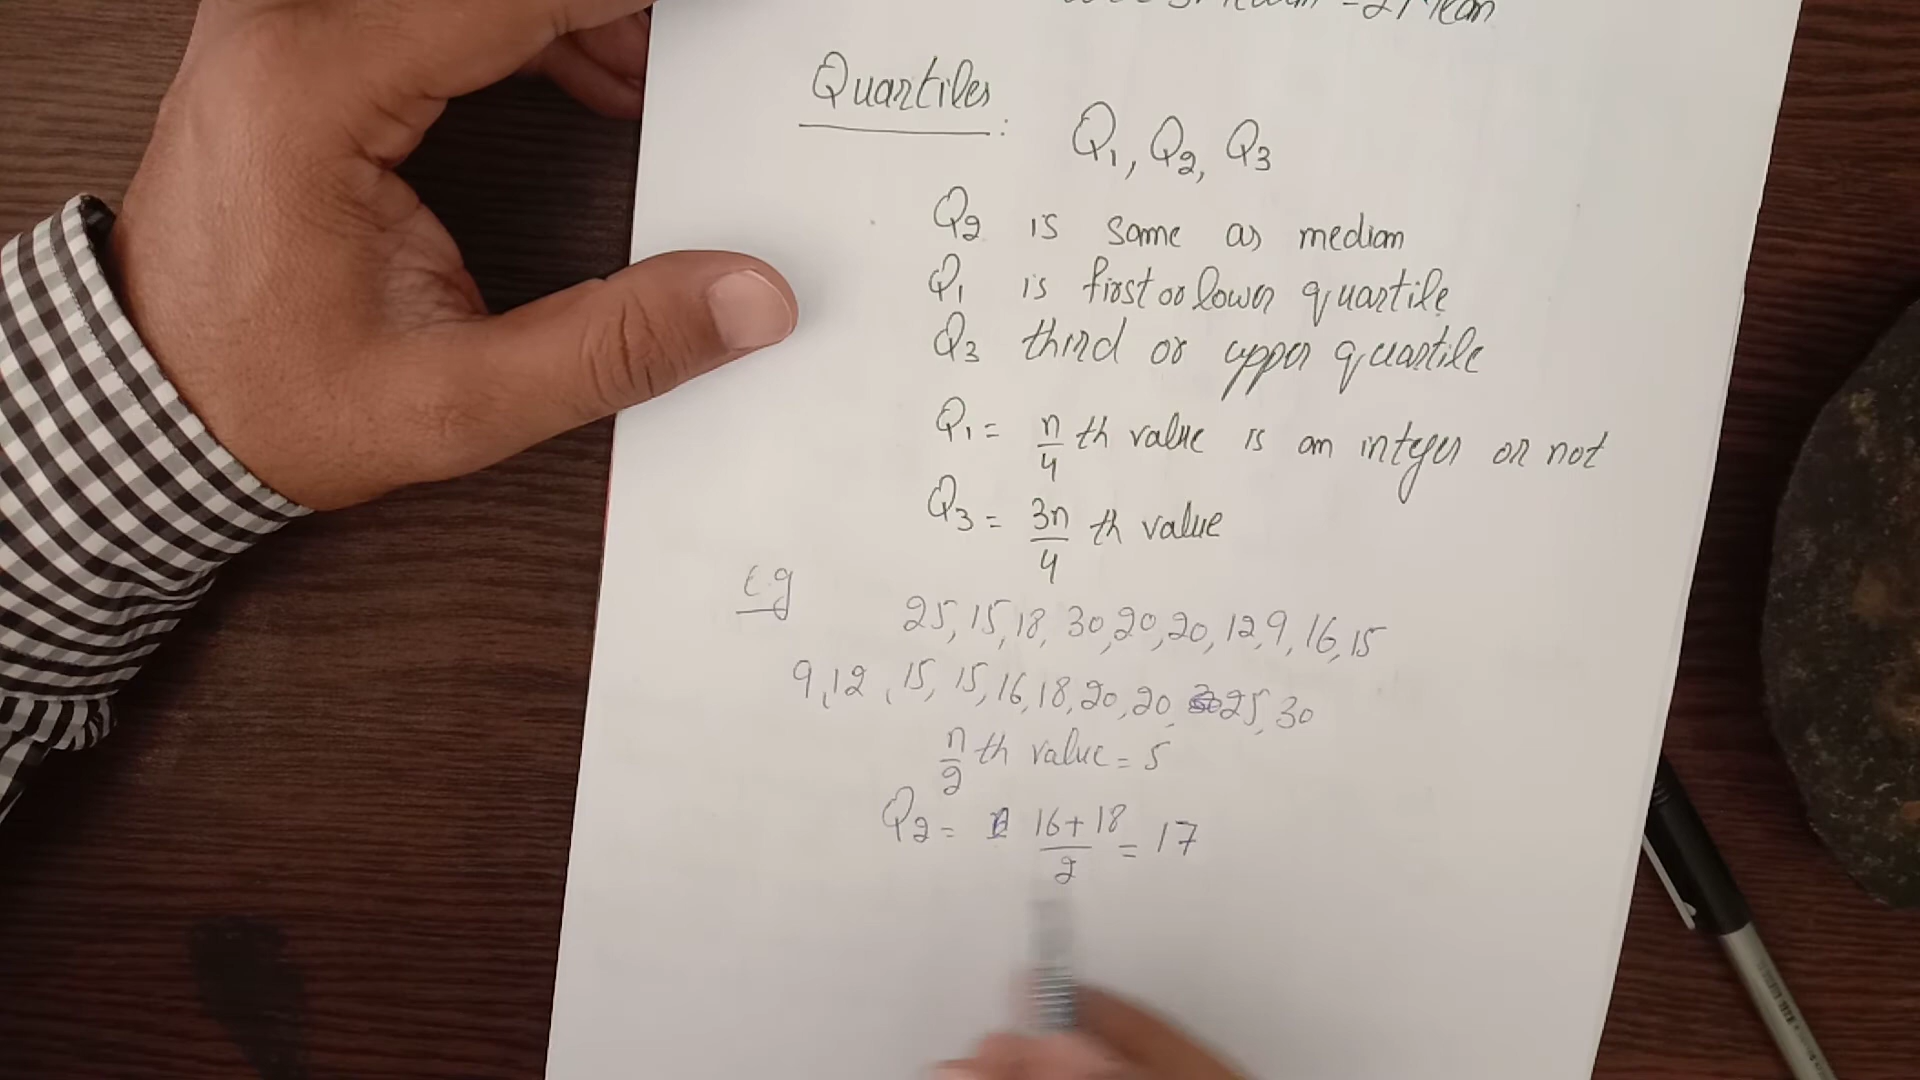 Median - 2 Mean
Quartiles :
Q1, Q2, Q3
Q2 is same as median
Q1 is first or lower quartile
Q3 third or upper quartile
Q1 = n/4 th value is an integer or not
Q3 = 3n/4 th value
eg
25, 15, 18, 30, 20, 20, 12, 9, 16, 15
9, 12, 15, 15, 16, 18, 20, 20, 25, 30
n/2 th value = 5
Q2 = 16+18/2 = 17